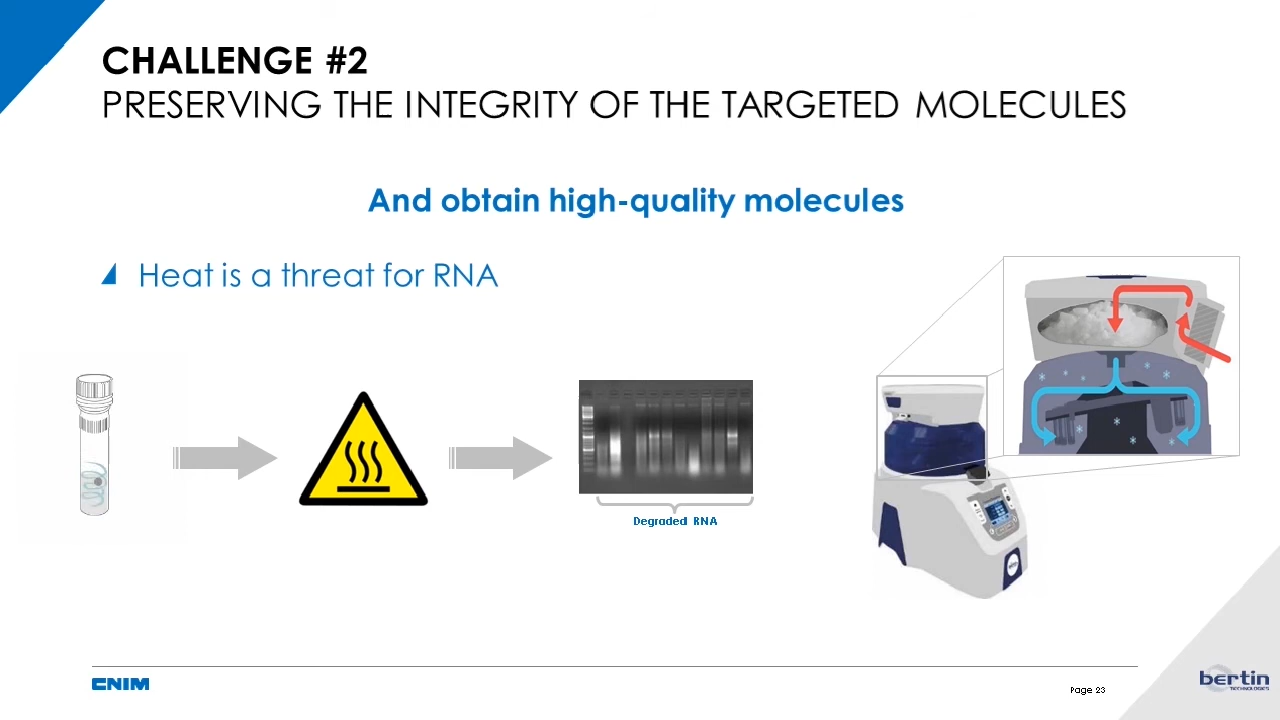 CHALLENGE #2
PRESERVING THE INTEGRITY OF THE TARGETED MOLECULES
And obtain high-quality molecules
Heat is a threat for RNA
Degraded RNA
CNIM
Page 23
bertin
TECHNOLOGIES